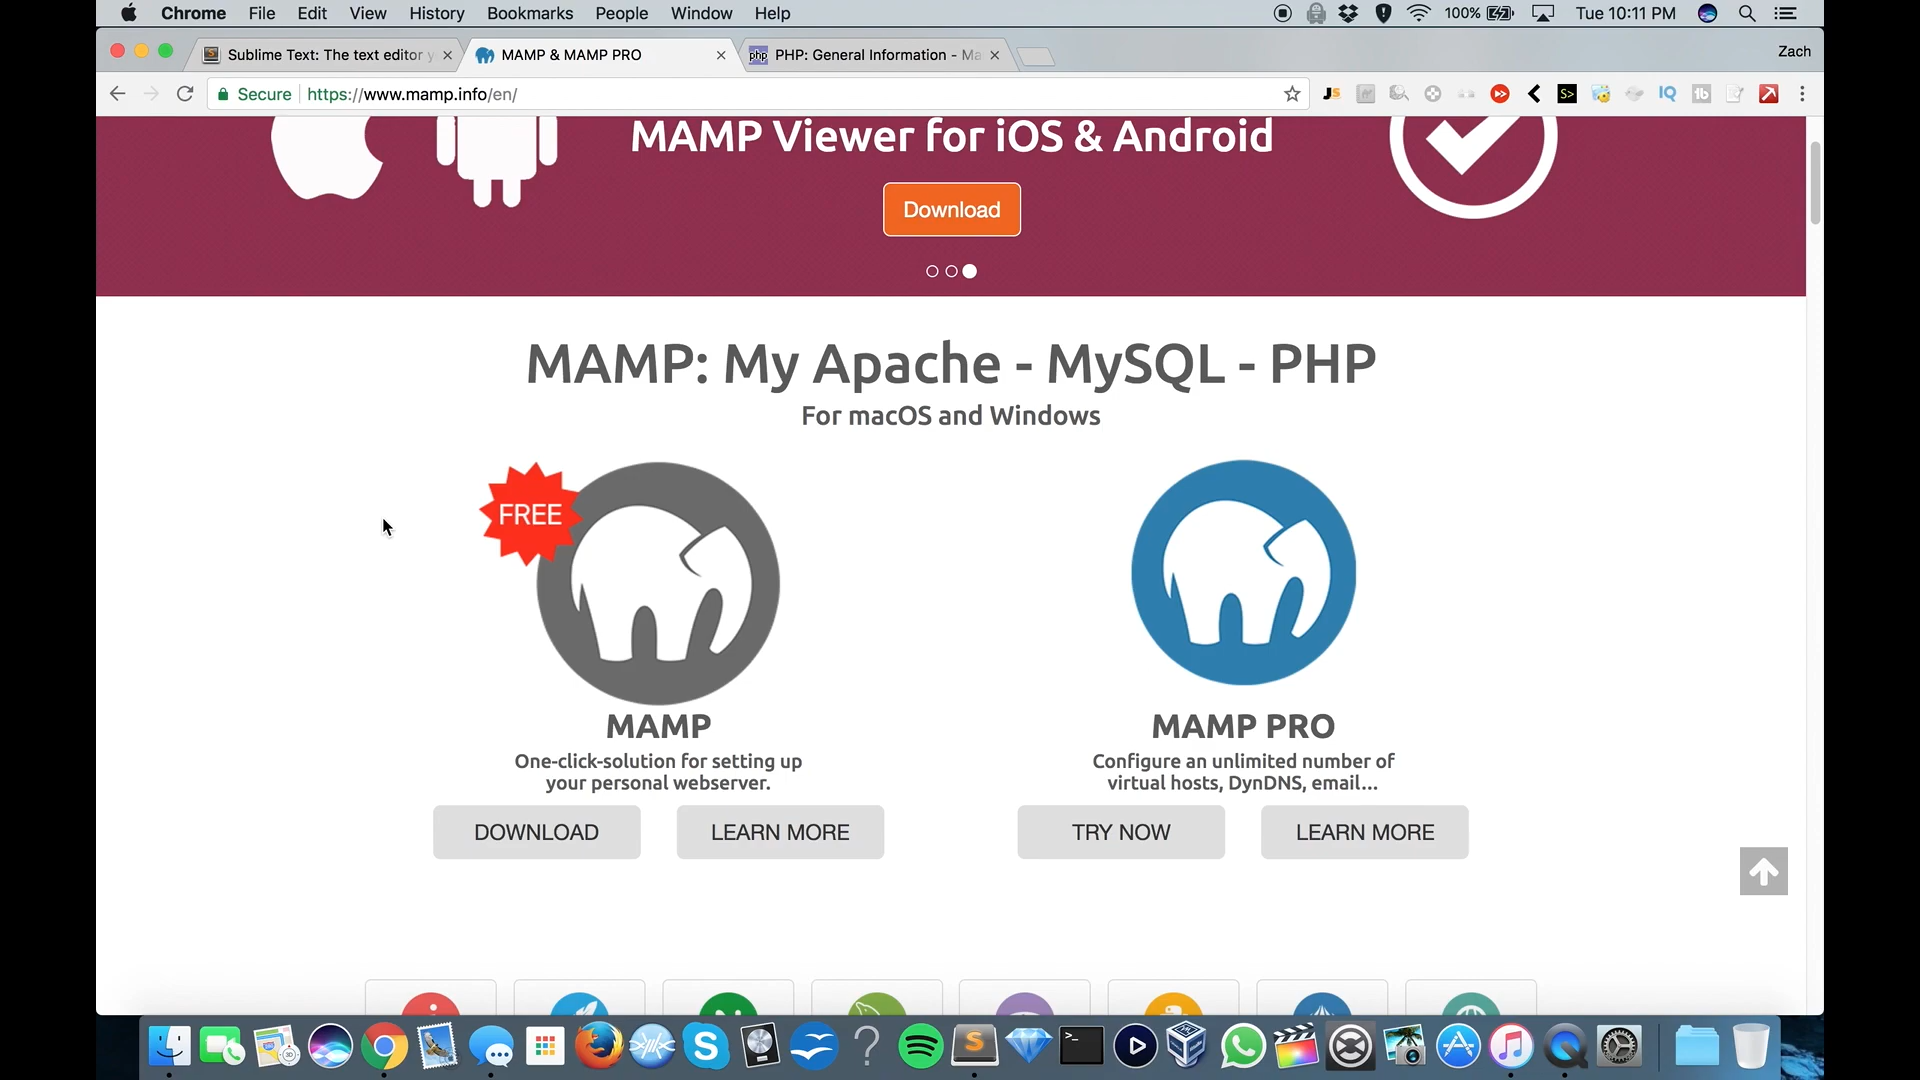 Chrome File Edit View History Bookmarks People Window Help 100% Tue 10:11 PM
Sublime Text: The text editor y MAMP & MAMP PRO php PHP: General Information - Ma Zach
Secure https://www.mamp.info/en/ JS S> IQ tb
MAMP Viewer for iOS & Android
Download
MAMP: My Apache - MySQL - PHP
For macOS and Windows
FREE
MAMP MAMP PRO
One-click-solution for setting up Configure an unlimited number of
your personal webserver. virtual hosts, DynDNS, email...
DOWNLOAD LEARN MORE TRY NOW LEARN MORE